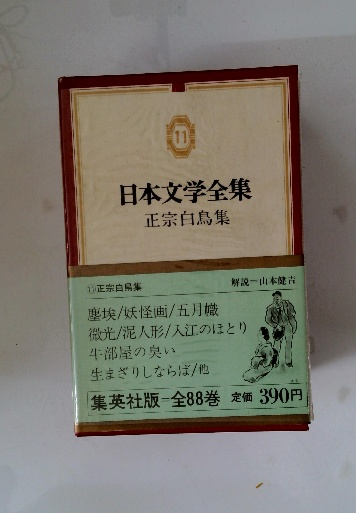 11
日本文学全集
正宗白鳥集
⑪正宗白鳥集
解説=山本健吉
塵埃/妖怪画/五月幟
微光/泥人形/入江のほとり
牛部屋の臭い
生まざりしならば/他
集英社版=全88巻 定価 390円